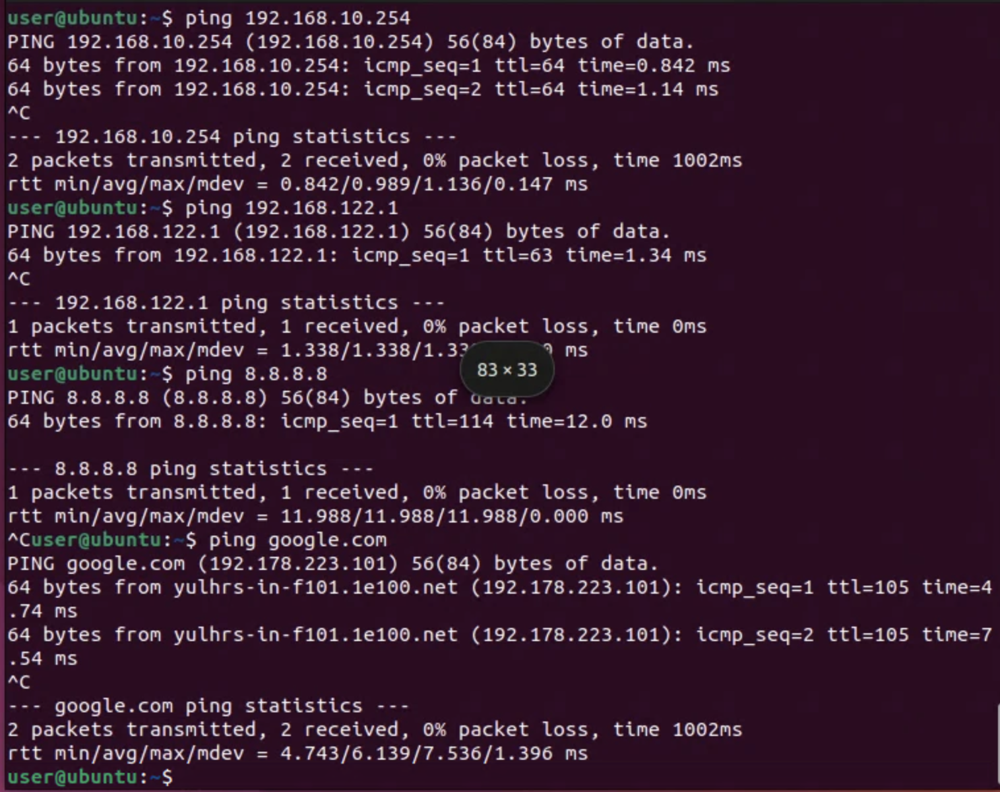 user@ubuntu:~$ ping 192.168.10.254
PING 192.168.10.254 (192.168.10.254) 56(84) bytes of data.
64 bytes from 192.168.10.254: icmp_seq=1 ttl=64 time=0.842 ms
64 bytes from 192.168.10.254: icmp_seq=2 ttl=64 time=1.14 ms
^C
--- 192.168.10.254 ping statistics ---
2 packets transmitted, 2 received, 0% packet loss, time 1002ms
rtt min/avg/max/mdev = 0.842/0.989/1.136/0.147 ms
user@ubuntu:~$ ping 192.168.122.1
PING 192.168.122.1 (192.168.122.1) 56(84) bytes of data.
64 bytes from 192.168.122.1: icmp_seq=1 ttl=63 time=1.34 ms
^C
--- 192.168.122.1 ping statistics ---
1 packets transmitted, 1 received, 0% packet loss, time 0ms
rtt min/avg/max/mdev = 1.338/1.338/1.33 ms
83 × 33
user@ubuntu:~$ ping 8.8.8.8
PING 8.8.8.8 (8.8.8.8) 56(84) bytes of data.
64 bytes from 8.8.8.8: icmp_seq=1 ttl=114 time=12.0 ms
--- 8.8.8.8 ping statistics ---
1 packets transmitted, 1 received, 0% packet loss, time 0ms
rtt min/avg/max/mdev = 11.988/11.988/11.988/0.000 ms
^Cuser@ubuntu:~$ ping google.com
PING google.com (192.178.223.101) 56(84) bytes of data.
64 bytes from yulhrs-in-f101.1e100.net (192.178.223.101): icmp_seq=1 ttl=105 time=4
.74 ms
64 bytes from yulhrs-in-f101.1e100.net (192.178.223.101): icmp_seq=2 ttl=105 time=7
.54 ms
^C
--- google.com ping statistics ---
2 packets transmitted, 2 received, 0% packet loss, time 1002ms
rtt min/avg/max/mdev = 4.743/6.139/7.536/1.396 ms
user@ubuntu:~$